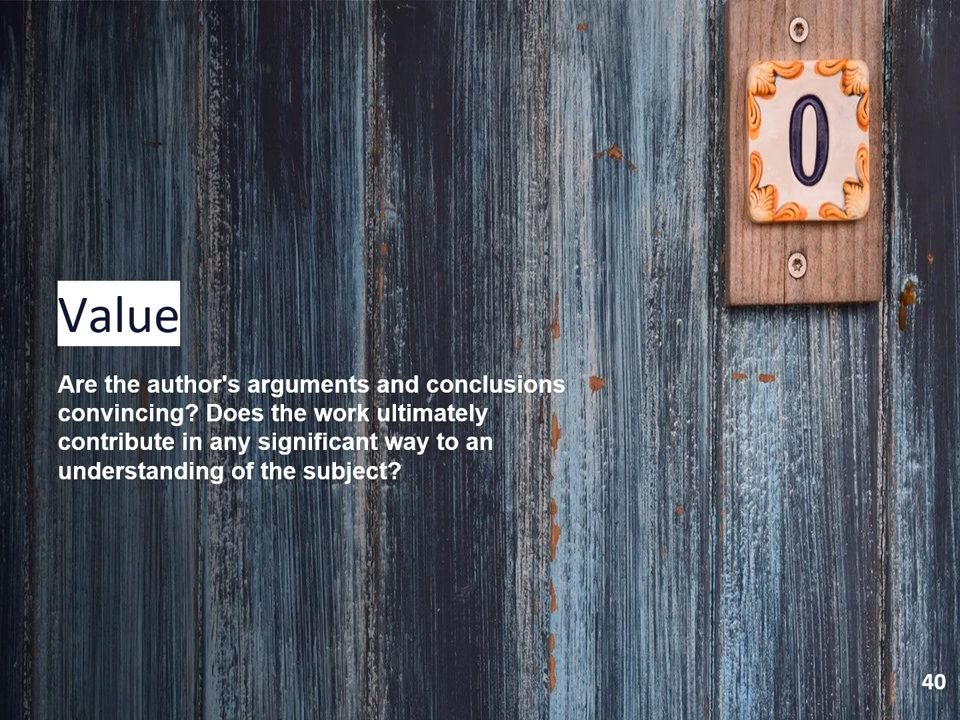 0
Value
Are the author's arguments and conclusions
convincing? Does the work ultimately
contribute in any significant way to an
understanding of the subject?
40